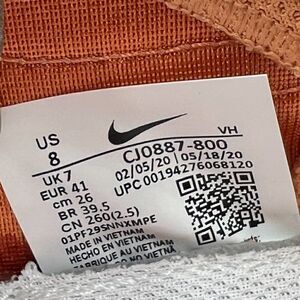 US
8
VH
UK 7
CJ0887-800
EUR 41
02/05/20 | 05/18/20
cm 26
UPC 00194276068120
BR 39.5
CN 260(2.5)
01PF29SNNXMPE
MADE IN VIETNAM
HECHO EN VIETNAM
FABRIQUE AU VIETNAM